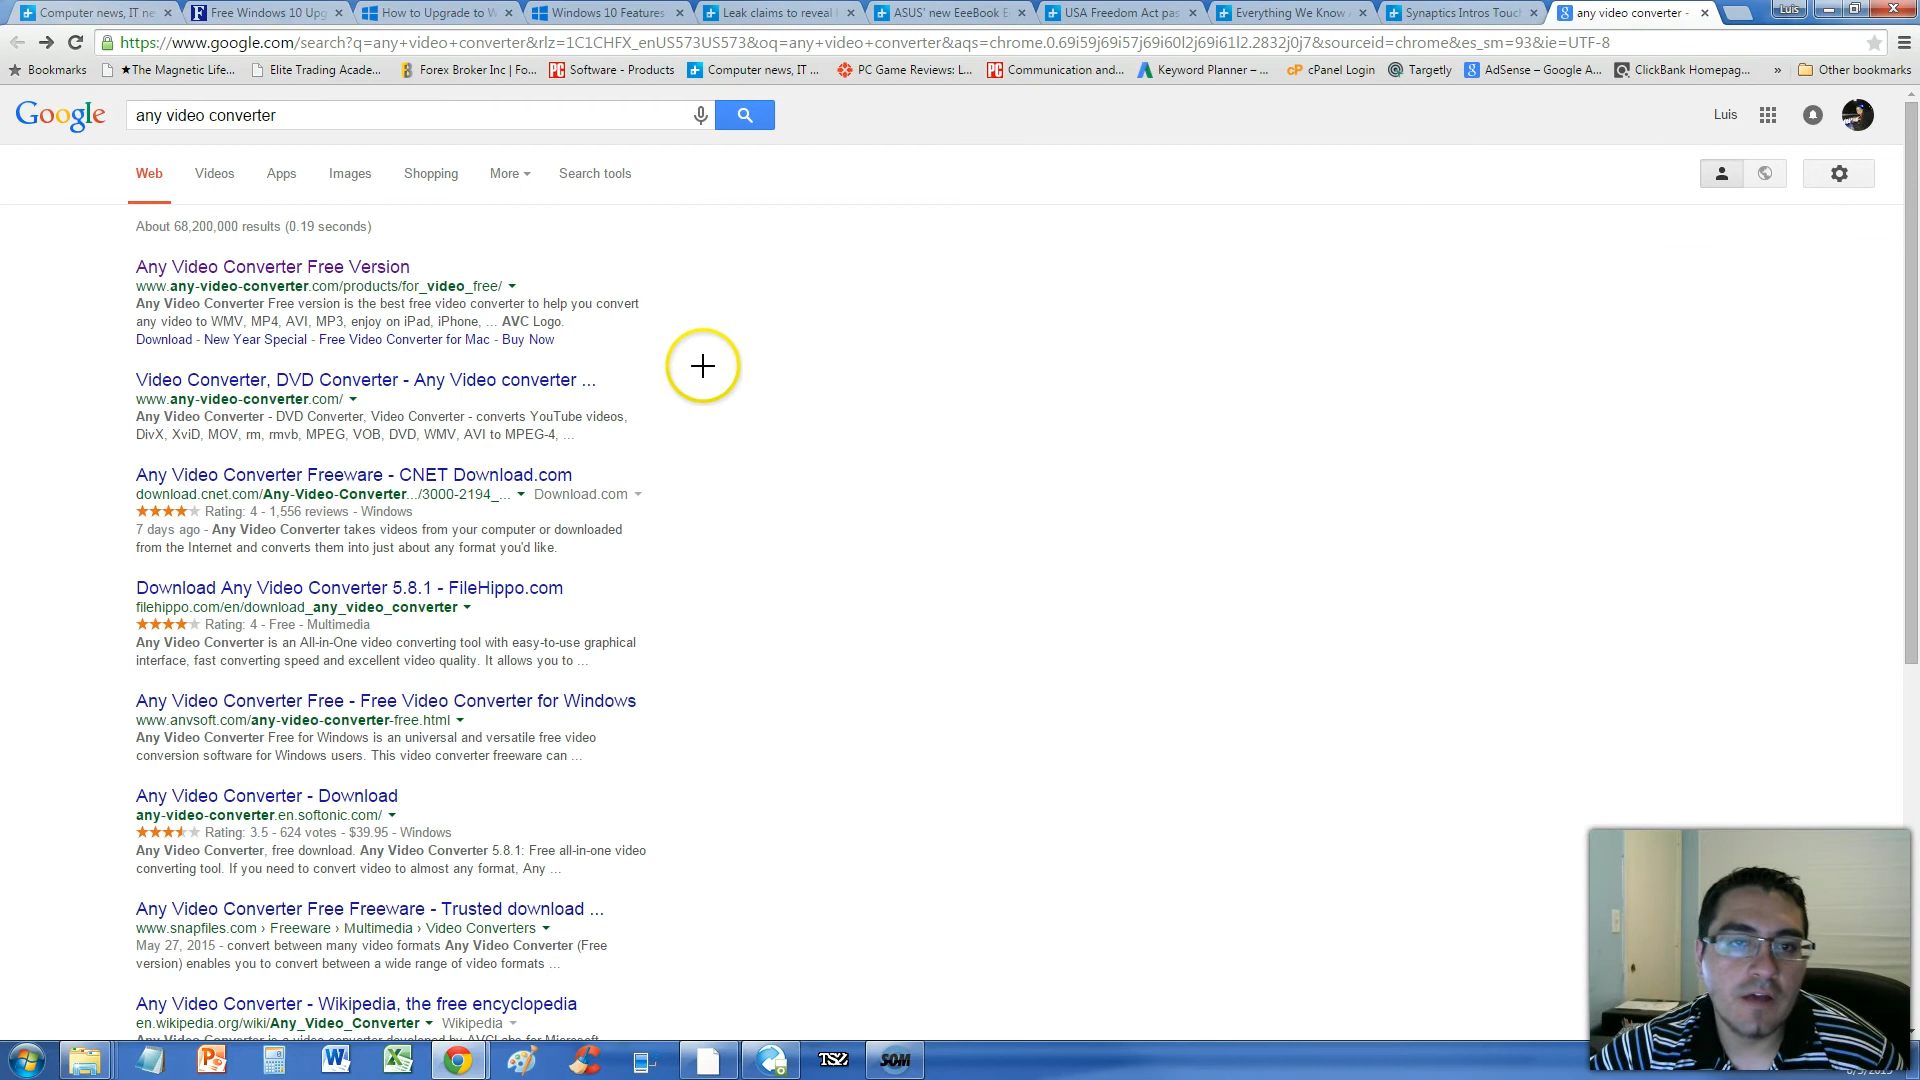 Computer news, IT ne
Free Windows 10 Upg
How to Upgrade to W
Windows 10 Features
Leak claims to reveal
ASUS' new EeeBook E
USA Freedom Act pas
Everything We Know
Synaptics Intros Touch
any video converter -
Luis
https://www.google.com/search?q=any+video+converter&rlz=1C1CHFX_enUS573US573&oq=any+video+converter&aqs=chrome.0.69i59j69i57j69i60l2j69i61l2.2832j0j7&sourceid=chrome&es_sm=93&ie=UTF-8
Bookmarks
★The Magnetic Life...
Elite Trading Acade...
Forex Broker Inc | Fo...
Software - Products
Computer news, IT ...
PC Game Reviews: L...
Communication and...
Keyword Planner – ...
cPanel Login
Targetly
AdSense – Google A...
ClickBank Homepag...
» Other bookmarks
Google
any video converter
Luis
Web Videos Apps Images Shopping More Search tools
About 68,200,000 results (0.19 seconds)
Any Video Converter Free Version
www.any-video-converter.com/products/for_video_free/
Any Video Converter Free version is the best free video converter to help you convert
any video to WMV, MP4, AVI, MP3, enjoy on iPad, iPhone, ... AVC Logo.
Download - New Year Special - Free Video Converter for Mac - Buy Now
Video Converter, DVD Converter - Any Video converter ...
www.any-video-converter.com/
Any Video Converter - DVD Converter, Video Converter - converts YouTube videos,
DivX, XviD, MOV, rm, rmvb, MPEG, VOB, DVD, WMV, AVI to MPEG-4, ...
Any Video Converter Freeware - CNET Download.com
download.cnet.com/Any-Video-Converter.../3000-2194_... Download.com
Rating: 4 - 1,556 reviews - Windows
7 days ago - Any Video Converter takes videos from your computer or downloaded
from the Internet and converts them into just about any format you'd like.
Download Any Video Converter 5.8.1 - FileHippo.com
filehippo.com/en/download_any_video_converter
Rating: 4 - Free - Multimedia
Any Video Converter is an All-in-One video converting tool with easy-to-use graphical
interface, fast converting speed and excellent video quality. It allows you to ...
Any Video Converter Free - Free Video Converter for Windows
www.anvsoft.com/any-video-converter-free.html
Any Video Converter Free for Windows is an universal and versatile free video
conversion software for Windows users. This video converter freeware can ...
Any Video Converter - Download
any-video-converter.en.softonic.com/
Rating: 3.5 - 624 votes - $39.95 - Windows
Any Video Converter, free download. Any Video Converter 5.8.1: Free all-in-one video
converting tool. If you need to convert video to almost any format, Any ...
Any Video Converter Free Freeware - Trusted download ...
www.snapfiles.com › Freeware › Multimedia › Video Converters
May 27, 2015 - convert between many video formats Any Video Converter (Free
version) enables you to convert between a wide range of video formats ...
Any Video Converter - Wikipedia, the free encyclopedia
en.wikipedia.org/wiki/Any_Video_Converter Wikipedia
Any Video Converter is a video converter developed by AVCLabs for Microsoft
TSZ
SOM